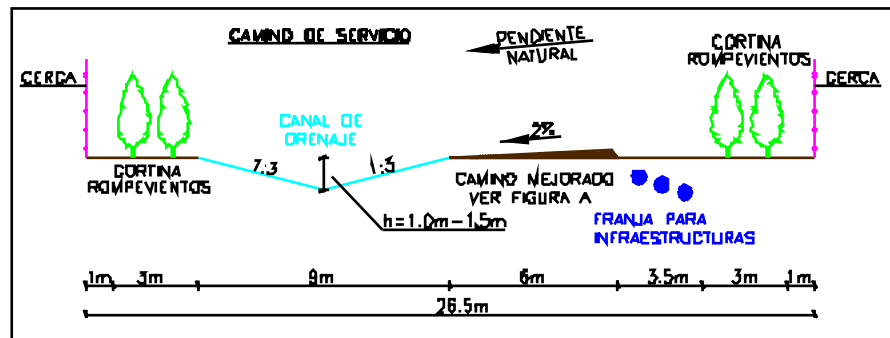 CAMINO DE SERVICIO
PENDIENTE
NATURAL
CORTINA
ROMPEVIENTOS
CERCA
CERCA
CANAL DE
DRENAJE
2%
1:3
1:3
CORTINA
ROMPEVIENTOS
CAMINO MEJORADO
VER FIGURA A
h=1.0m-1.5m
FRANJA PARA
INFRAESTRUCTURAS
1m 3m 9m 6m 3.5m 3m 1m
26.5m